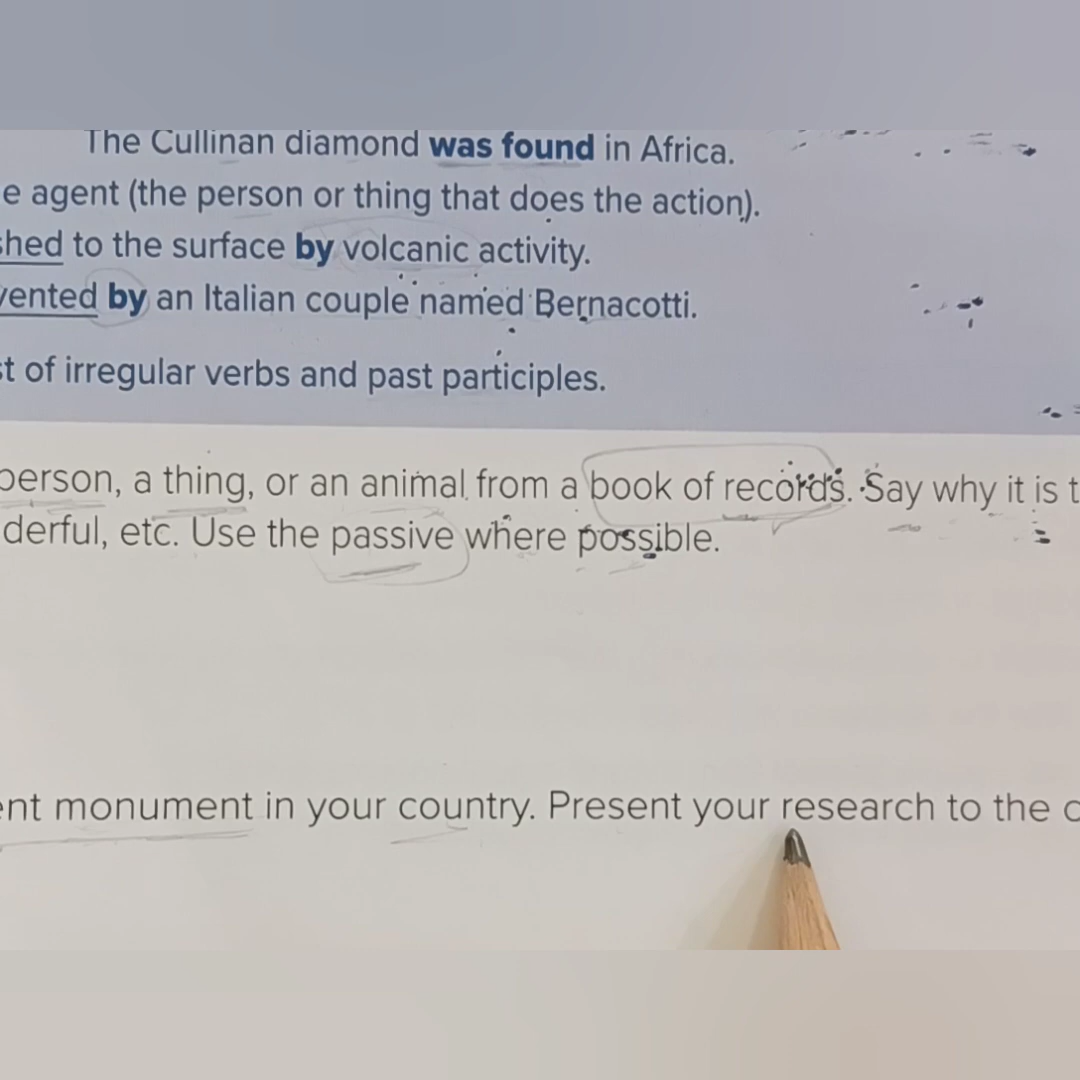 The Cullinan diamond was found in Africa.
e agent (the person or thing that does the action).
shed to the surface by volcanic activity.
vented by an Italian couple named Bernacotti.
st of irregular verbs and past participles.
person, a thing, or an animal from a book of records. Say why it is t
derful, etc. Use the passive where possible.
ent monument in your country. Present your research to the c